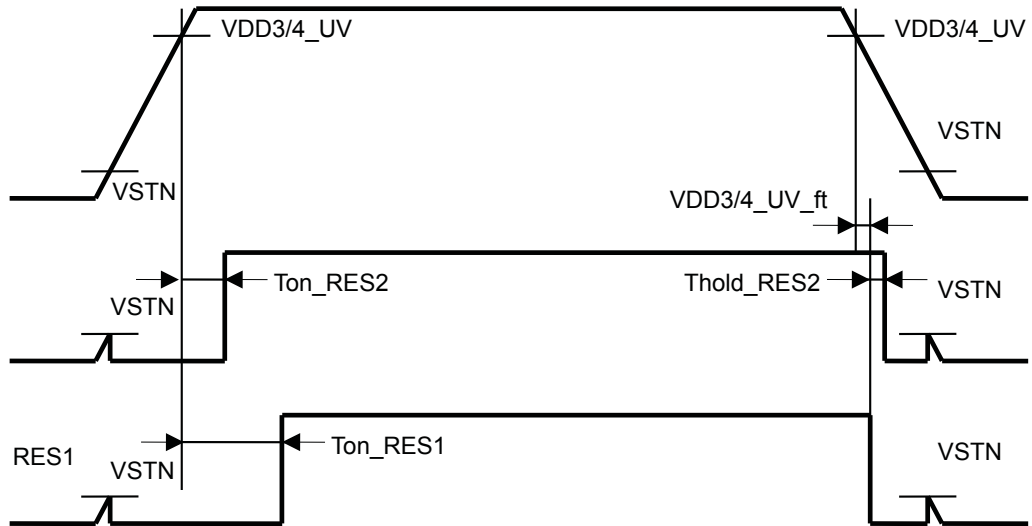 VDD3/4_UV
VDD3/4_UV
VSTN
VSTN
VDD3/4_UV_ft
Ton_RES2
Thold_RES2
VSTN
VSTN
RES1
Ton_RES1
VSTN
VSTN